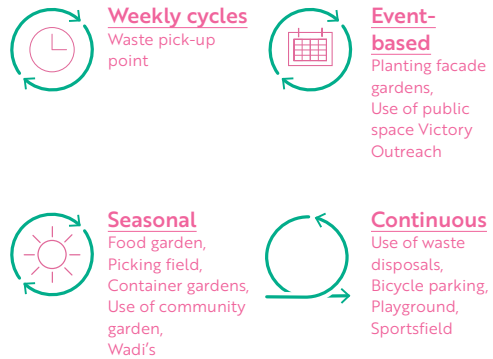 Weekly cycles
Waste pick-up
point
Event-
based
Planting facade
gardens,
Use of public
space Victory
Outreach
Seasonal
Food garden,
Picking field,
Container gardens,
Use of community
garden,
Wadi's
Continuous
Use of waste
disposals,
Bicycle parking,
Playground,
Sportsfield